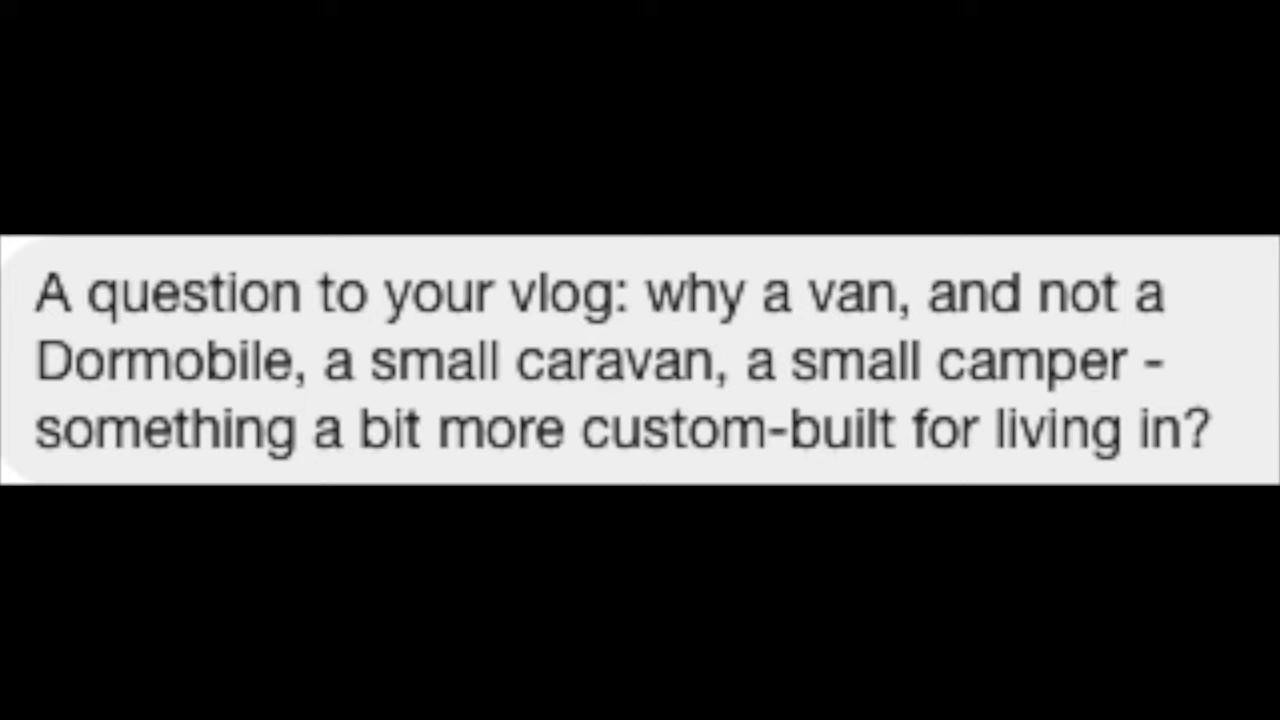 A question to your vlog: why a van, and not a
Dormobile, a small caravan, a small camper -
something a bit more custom-built for living in?